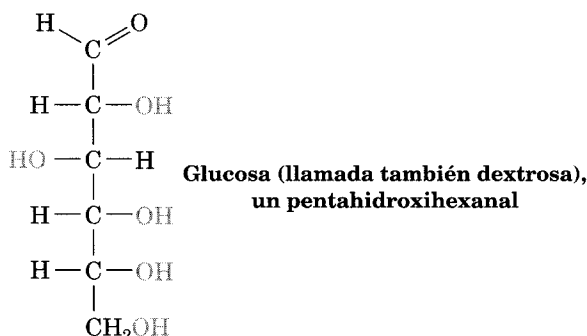 H O
C
H—C—OH
HO—C—H
Glucosa (llamada también dextrosa),
un pentahidroxihexanal
H—C—OH
H—C—OH
CH₂OH